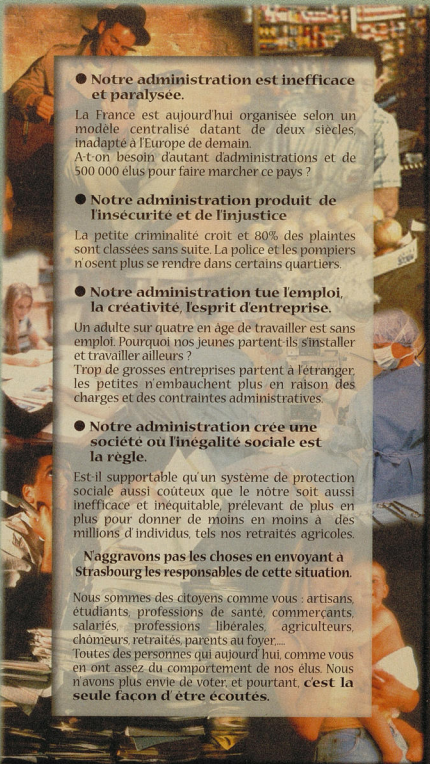 ● Notre administration est inefficace
et paralysée.
La France est aujourd'hui organisée selon un
modèle centralisé datant de deux siècles,
inadapté à l'Europe de demain.
A-t-on besoin d'autant d'administrations et de
500 000 élus pour faire marcher ce pays ?
● Notre administration produit de
l'insécurité et de l'injustice
La petite criminalité croit et 80% des plaintes
sont classées sans suite. La police et les pompiers
n'osent plus se rendre dans certains quartiers.
● Notre administration tue l'emploi,
la créativité, l'esprit d'entreprise.
Un adulte sur quatre en âge de travailler est sans
emploi. Pourquoi nos jeunes partent-ils s'installer
et travailler ailleurs ?
Trop de grosses entreprises partent à l'étranger,
les petites n'embauchent plus en raison des
charges et des contraintes administratives.
● Notre administration crée une
société où l'inégalité sociale est
la règle.
Est-il supportable qu'un système de protection
sociale aussi coûteux que le nôtre soit aussi
inefficace et inéquitable, prélevant de plus en
plus pour donner de moins en moins à des
millions d'individus, tels nos retraités agricoles.
N'aggravons pas les choses en envoyant à
Strasbourg les responsables de cette situation.
Nous sommes des citoyens comme vous : artisans,
étudiants, professions de santé, commerçants,
salariés, professions libérales, agriculteurs,
chômeurs, retraités, parents au foyer,....
Toutes des personnes qui aujourd' hui, comme vous
en ont assez du comportement de nos élus. Nous
n'avons plus envie de voter, et pourtant, c'est la
seule façon d' être écoutés.